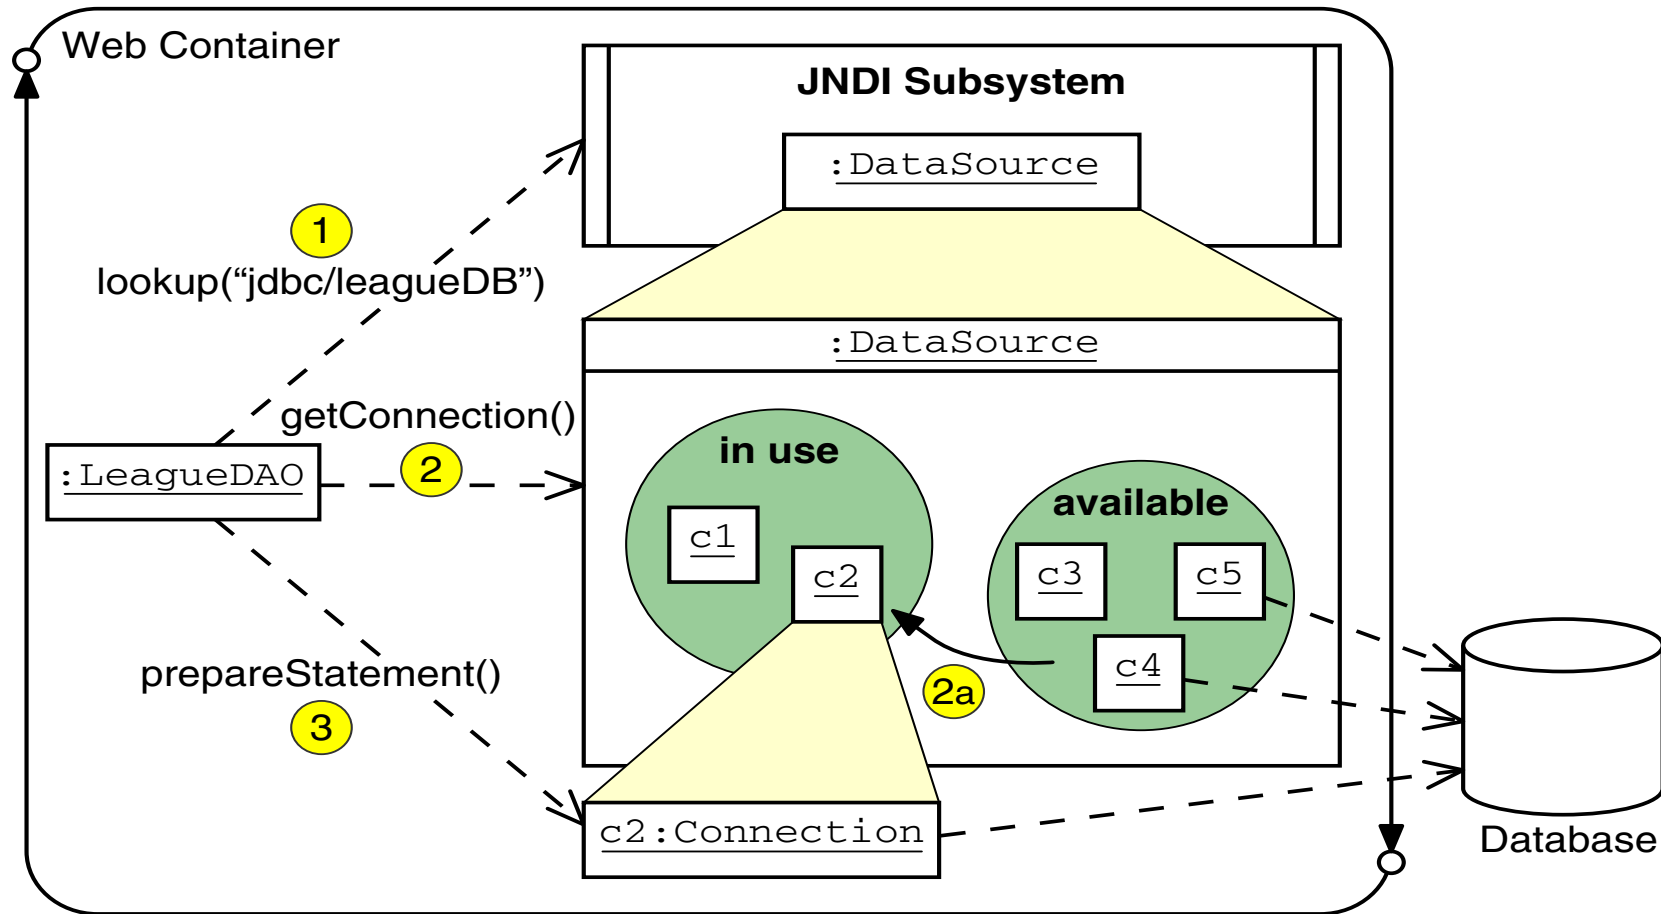 Web Container
JNDI Subsystem
:DataSource
1
lookup(“jdbc/leagueDB”)
:DataSource
getConnection()
in use
:LeagueDAO
2
available
c1
c2
c3
c5
c4
prepareStatement()
2a
3
c2:Connection
Database